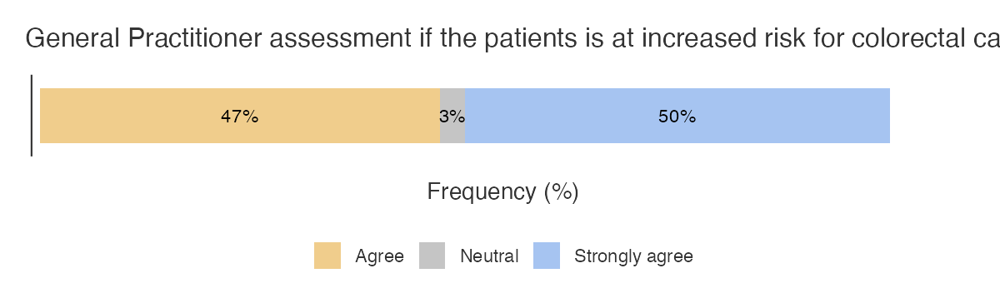 General Practitioner assessment if the patients is at increased risk for colorectal ca
47% 3% 50%
Frequency (%)
Agree Neutral Strongly agree